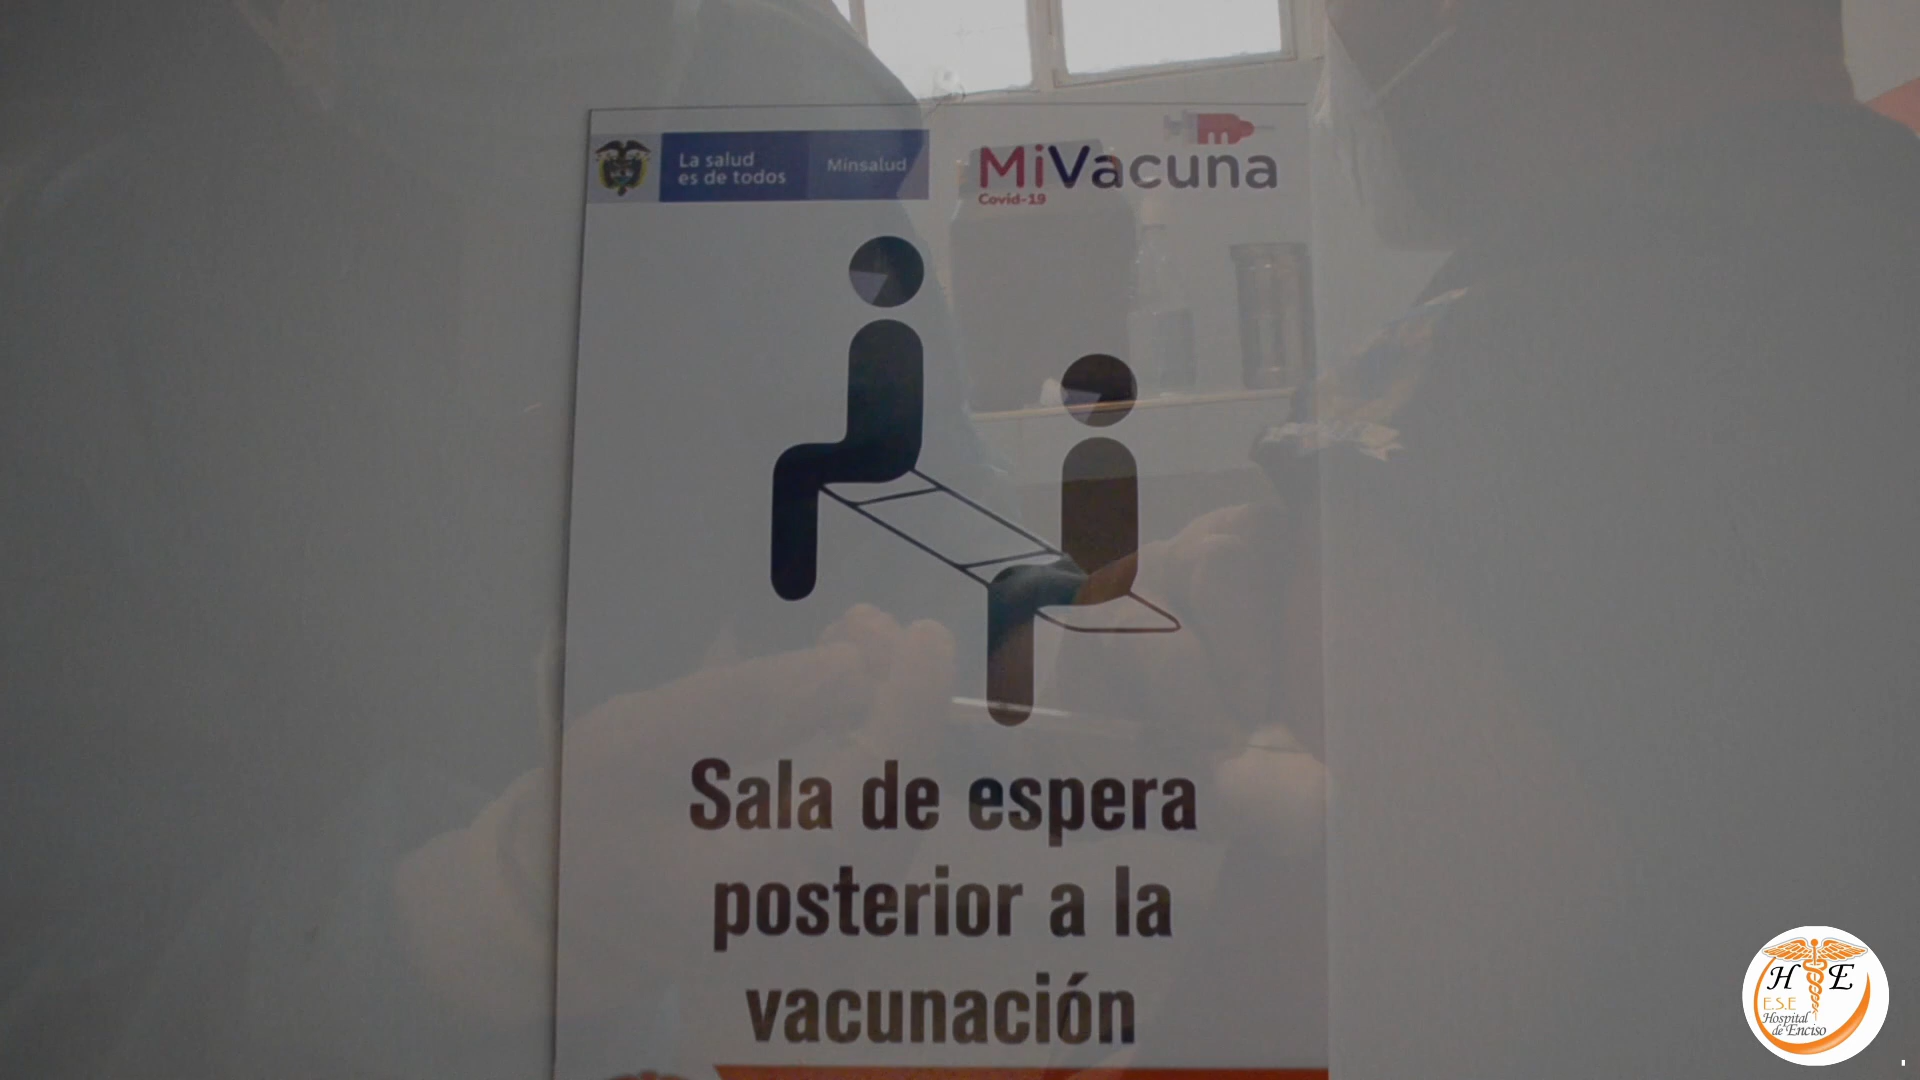 La salud
es de todos
Minsalud
MiVacuna
Covid-19
Sala de espera
posterior a la
vacunación
H E
E.S.E
Hospital
de Enciso